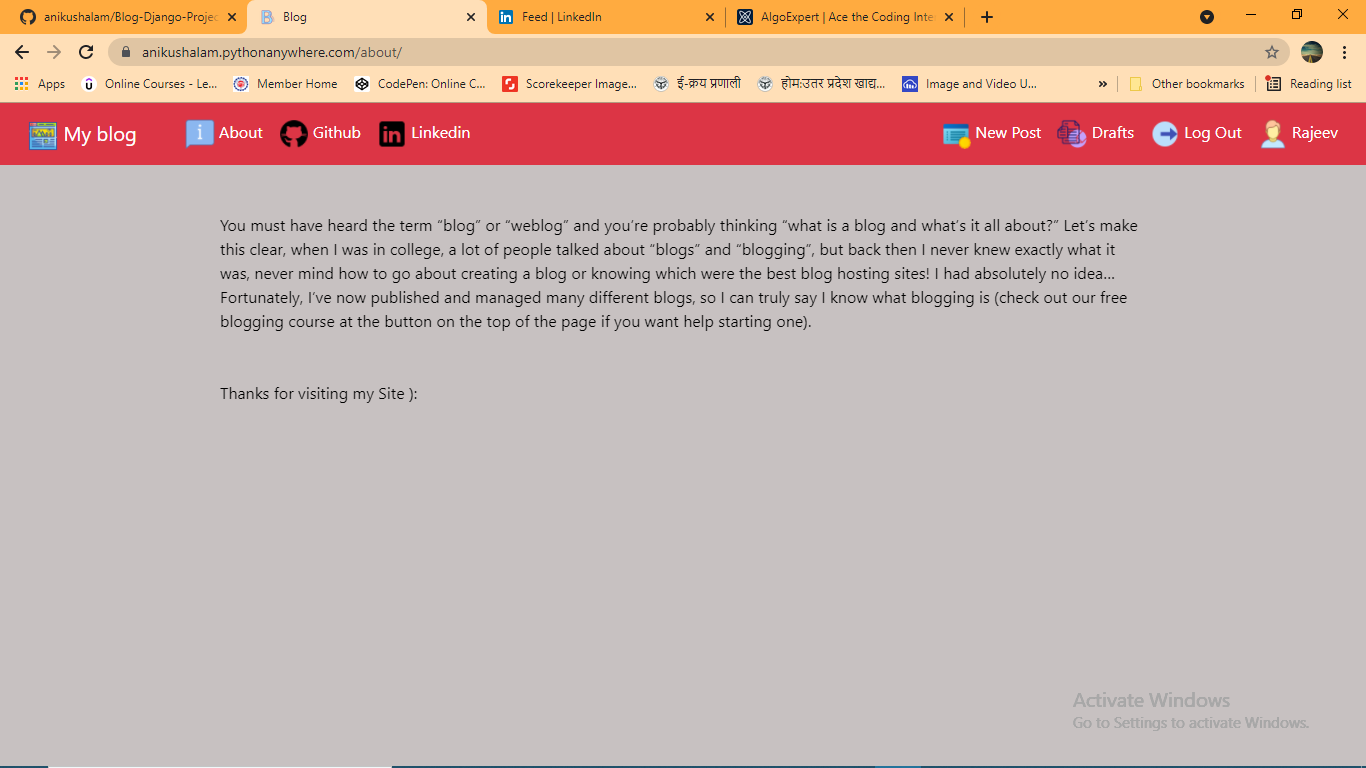 anikushalam/Blog-Django-Projec
Blog
Feed | LinkedIn
AlgoExpert | Ace the Coding Inte
anikushalam.pythonanywhere.com/about/
Apps
Online Courses - Le...
Member Home
CodePen: Online C...
Scorekeeper Image...
ई-क्रय प्रणाली
होम:उतर प्रदेश खाद्य...
Image and Video U...
»
Other bookmarks
Reading list
My blog
About
Github
Linkedin
New Post
Drafts
Log Out
Rajeev
You must have heard the term “blog” or “weblog” and you’re probably thinking “what is a blog and what’s it all about?” Let’s make
this clear, when I was in college, a lot of people talked about “blogs” and “blogging”, but back then I never knew exactly what it
was, never mind how to go about creating a blog or knowing which were the best blog hosting sites! I had absolutely no idea…
Fortunately, I’ve now published and managed many different blogs, so I can truly say I know what blogging is (check out our free
blogging course at the button on the top of the page if you want help starting one).
Thanks for visiting my Site ):
Activate Windows
Go to Settings to activate Windows.